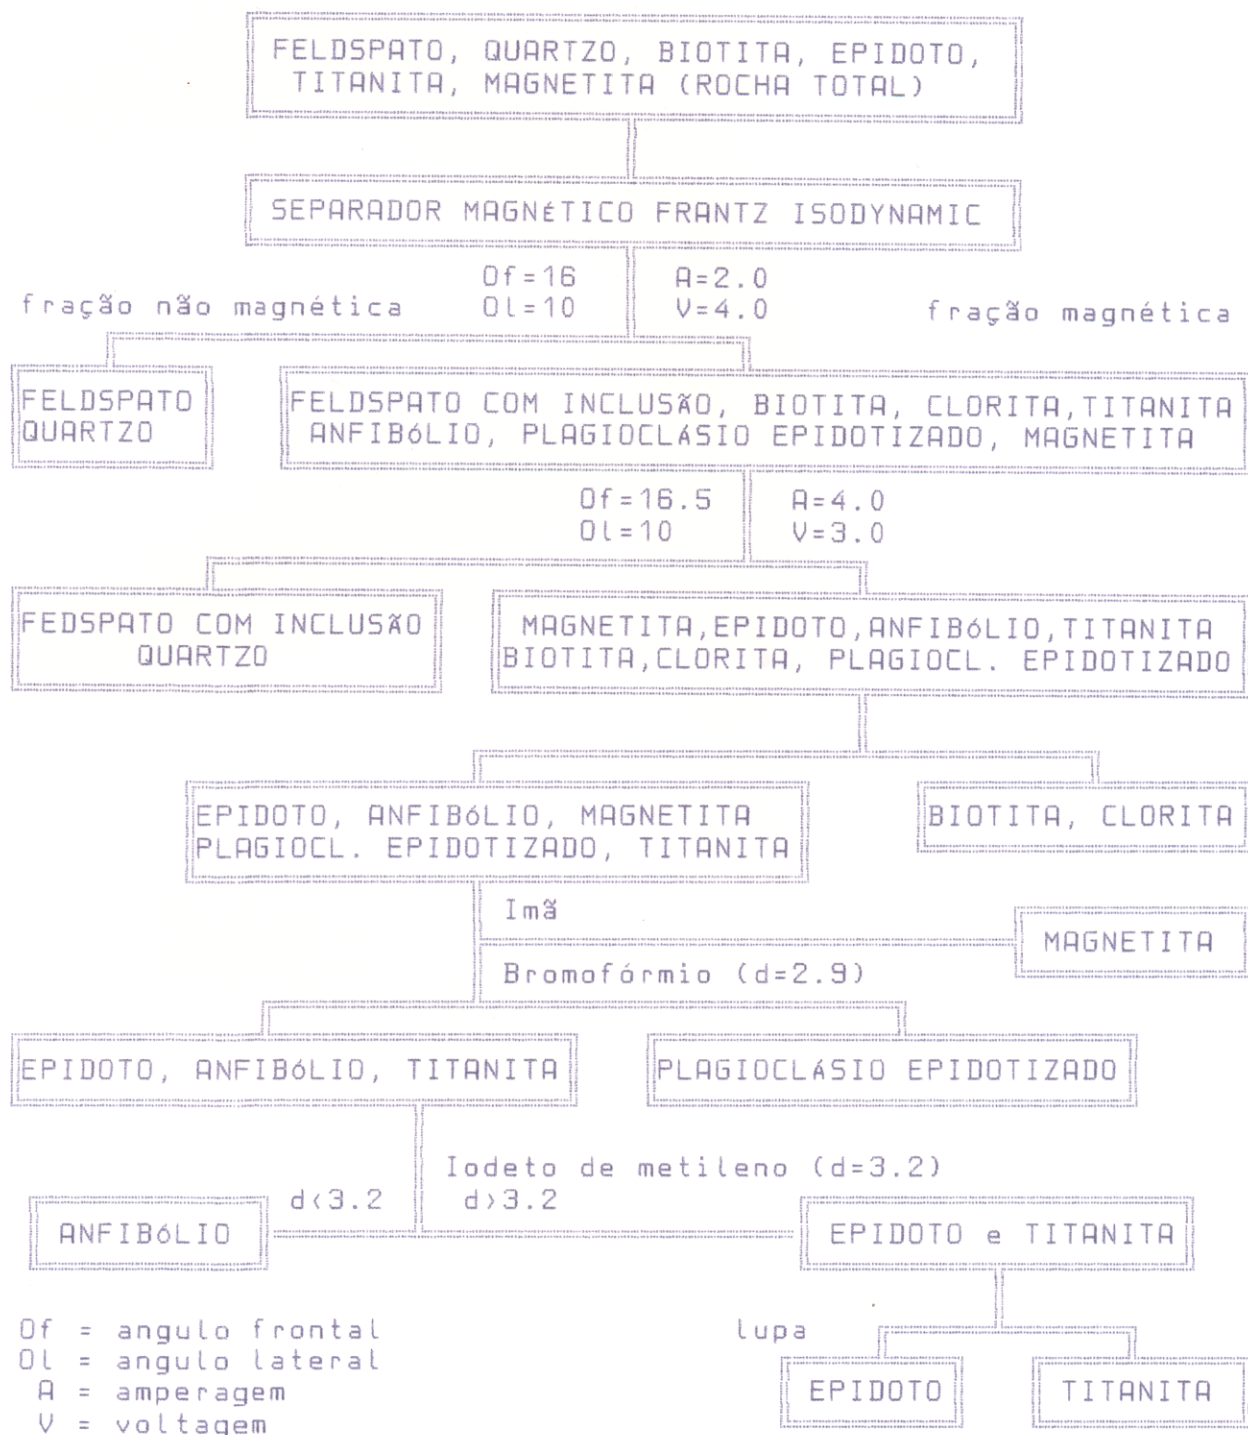 FELDSPATO, QUARTZO, BIOTITA, EPIDOTO,
TITANITA, MAGNETITA (ROCHA TOTAL)
SEPARADOR MAGNÉTICO FRANTZ ISODYNAMIC
Of=16 A=2.0
Ol=10 V=4.0
fração não magnética
fração magnética
FELDSPATO
QUARTZO
FELDSPATO COM INCLUSÃO, BIOTITA, CLORITA,TITANITA
ANFIBÓLIO, PLAGIOCLÁSIO EPIDOTIZADO, MAGNETITA
Of=16.5 A=4.0
Ol=10 V=3.0
FEDSPATO COM INCLUSÃO
QUARTZO
MAGNETITA,EPIDOTO,ANFIBÓLIO,TITANITA
BIOTITA,CLORITA, PLAGIOCL. EPIDOTIZADO
EPIDOTO, ANFIBÓLIO, MAGNETITA
PLAGIOCL. EPIDOTIZADO, TITANITA
BIOTITA, CLORITA
Imã
MAGNETITA
Bromofórmio (d=2.9)
EPIDOTO, ANFIBÓLIO, TITANITA
PLAGIOCLÁSIO EPIDOTIZADO
Iodeto de metileno (d=3.2)
d<3.2 d>3.2
ANFIBÓLIO
EPIDOTO e TITANITA
Of = angulo frontal
Ol = angulo lateral
A = amperagem
V = voltagem
lupa
EPIDOTO
TITANITA